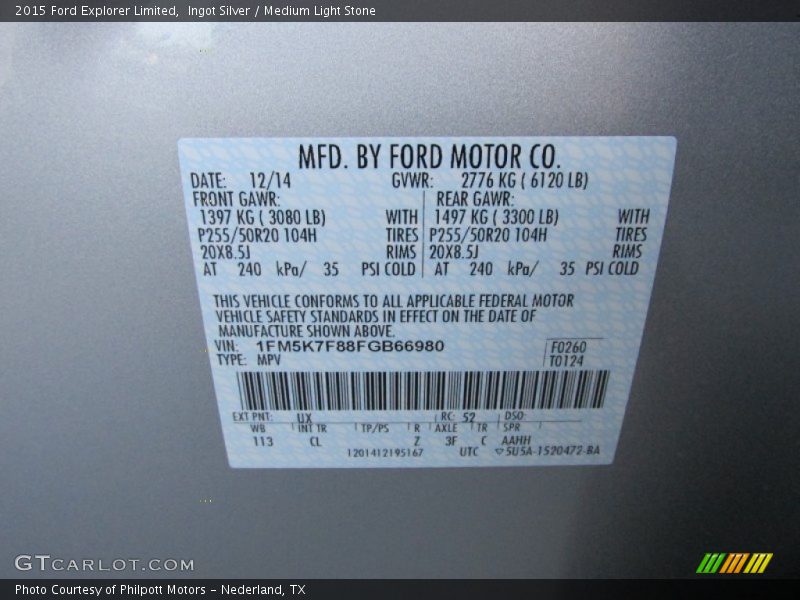 2015 Ford Explorer Limited,  Ingot Silver / Medium Light Stone
MFD. BY FORD MOTOR CO.
DATE: 12/14 GVWR: 2776 KG ( 6120 LB)
FRONT GAWR: REAR GAWR:
1397 KG ( 3080 LB) WITH 1497 KG ( 3300 LB) WITH
P255/50R20 104H TIRES P255/50R20 104H TIRES
20X8.5J RIMS 20X8.5J RIMS
AT 240 kPa/ 35 PSI COLD AT 240 kPa/ 35 PSI COLD
THIS VEHICLE CONFORMS TO ALL APPLICABLE FEDERAL MOTOR
VEHICLE SAFETY STANDARDS IN EFFECT ON THE DATE OF
MANUFACTURE SHOWN ABOVE.
VIN: 1FM5K7F88FGB66980 F0260
TYPE: MPV T0124
EXT PNT: UX RC: 52 DSO:
WB INT TR TP/PS R AXLE TR SPR
113 CL Z 3F C AAHH
1201412195167 UTC ▽5U5A-1520472-BA
GTCARLOT.COM
Photo Courtesy of Philpott Motors – Nederland, TX